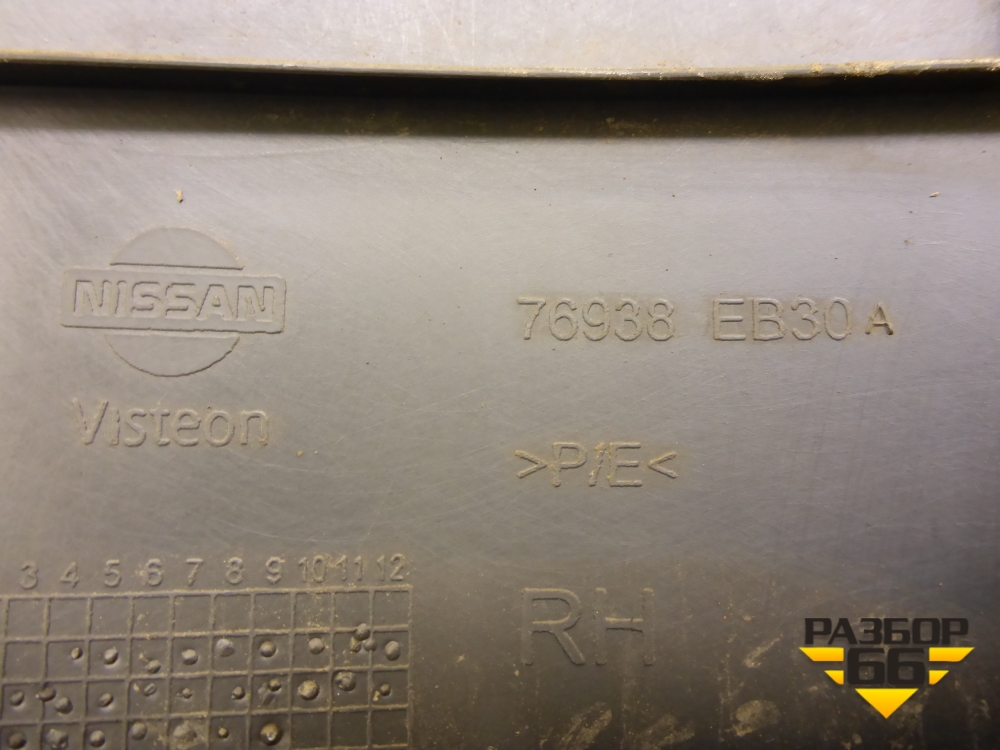 NISSAN
76938 EB30A
Visteon
>P/E<
3 4 5 6 7 8 9 10 11 12
RH
РАЗБОР
66